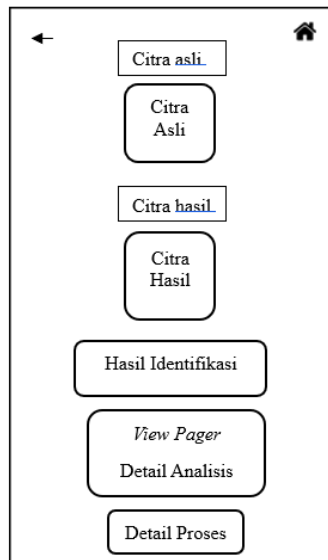 Citra asli
Citra
Asli
Citra hasil
Citra
Hasil
Hasil Identifikasi
View Pager
Detail Analisis
Detail Proses